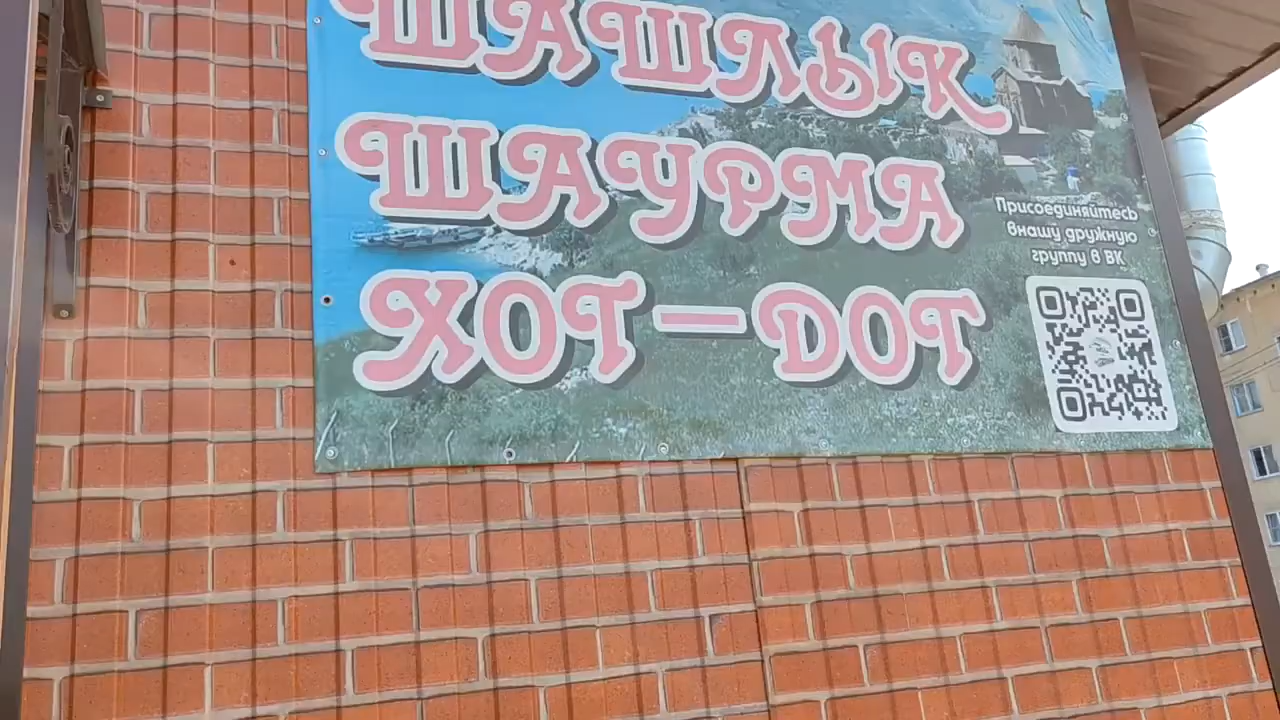 ШАШЛЫК
ШАУРМА
ХОТ-ДОГ
Присоединяйтесь
внашу дружную
группу в ВК